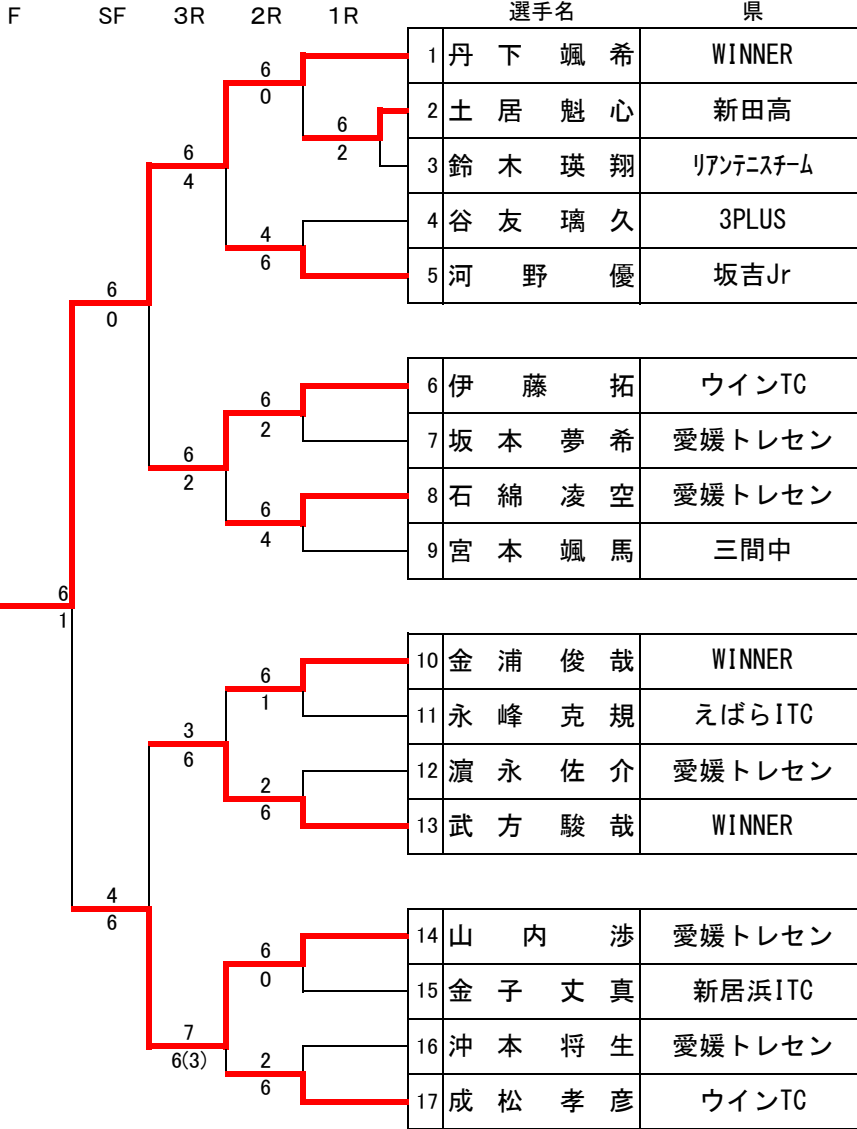 F SF 3R 2R 1R 選手名 県
1 丹下颯希 WINNER
6
0
2 土居魁心 新田高
6
2
6
4
3 鈴木瑛翔 リアンテニスチーム
4 谷友璃久 3PLUS
4
6
5 河野優 坂吉Jr
6
0
6 伊藤拓 ウインTC
6
2
7 坂本夢希 愛媛トレセン
6
2
8 石綿凌空 愛媛トレセン
6
4
9 宮本颯馬 三間中
6
1
10 金浦俊哉 WINNER
6
1
11 永峰克規 えばらITC
3
6
12 濵永佐介 愛媛トレセン
2
6
13 武方駿哉 WINNER
4
6
14 山内渉 愛媛トレセン
6
0
15 金子丈真 新居浜ITC
7
6(3)
16 沖本将生 愛媛トレセン
2
6
17 成松孝彦 ウインTC